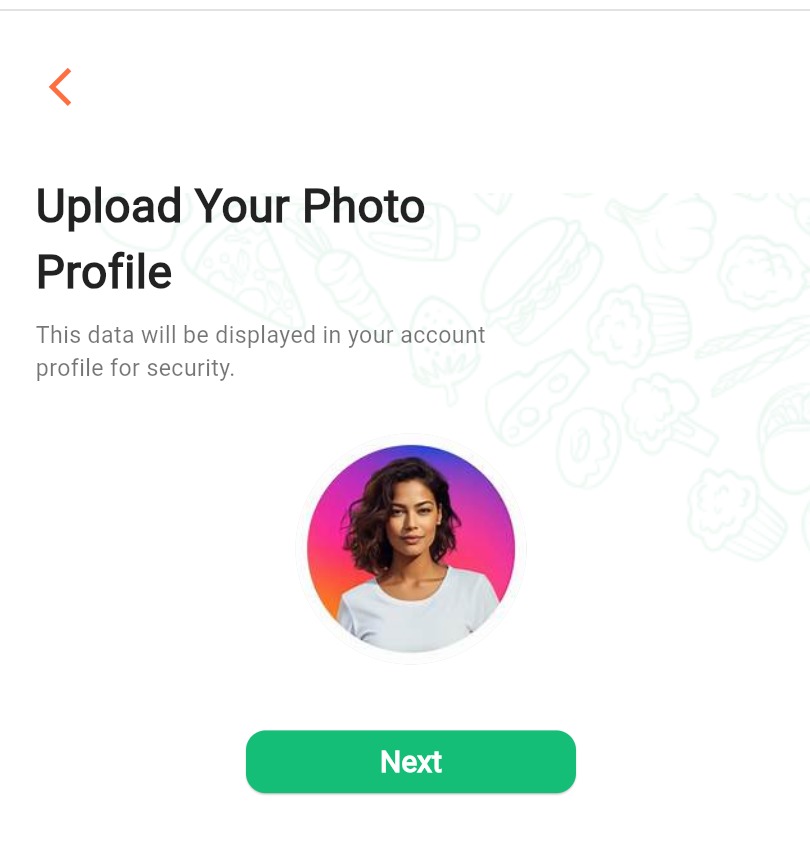 Upload Your Photo
Profile
This data will be displayed in your account
profile for security.
Next